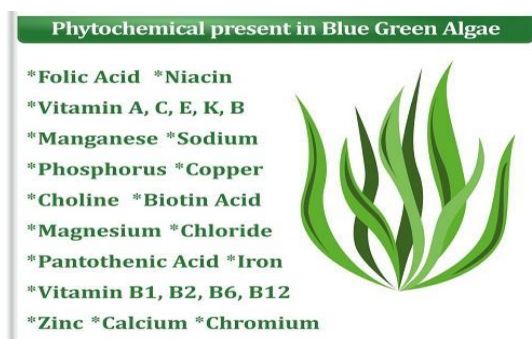 Phytochemical present in Blue Green Algae
*Folic Acid *Niacin
*Vitamin A, C, E, K, B
*Manganese *Sodium
*Phosphorus *Copper
*Choline *Biotin Acid
*Magnesium *Chloride
*Pantothenic Acid *Iron
*Vitamin B1, B2, B6, B12
*Zinc *Calcium *Chromium